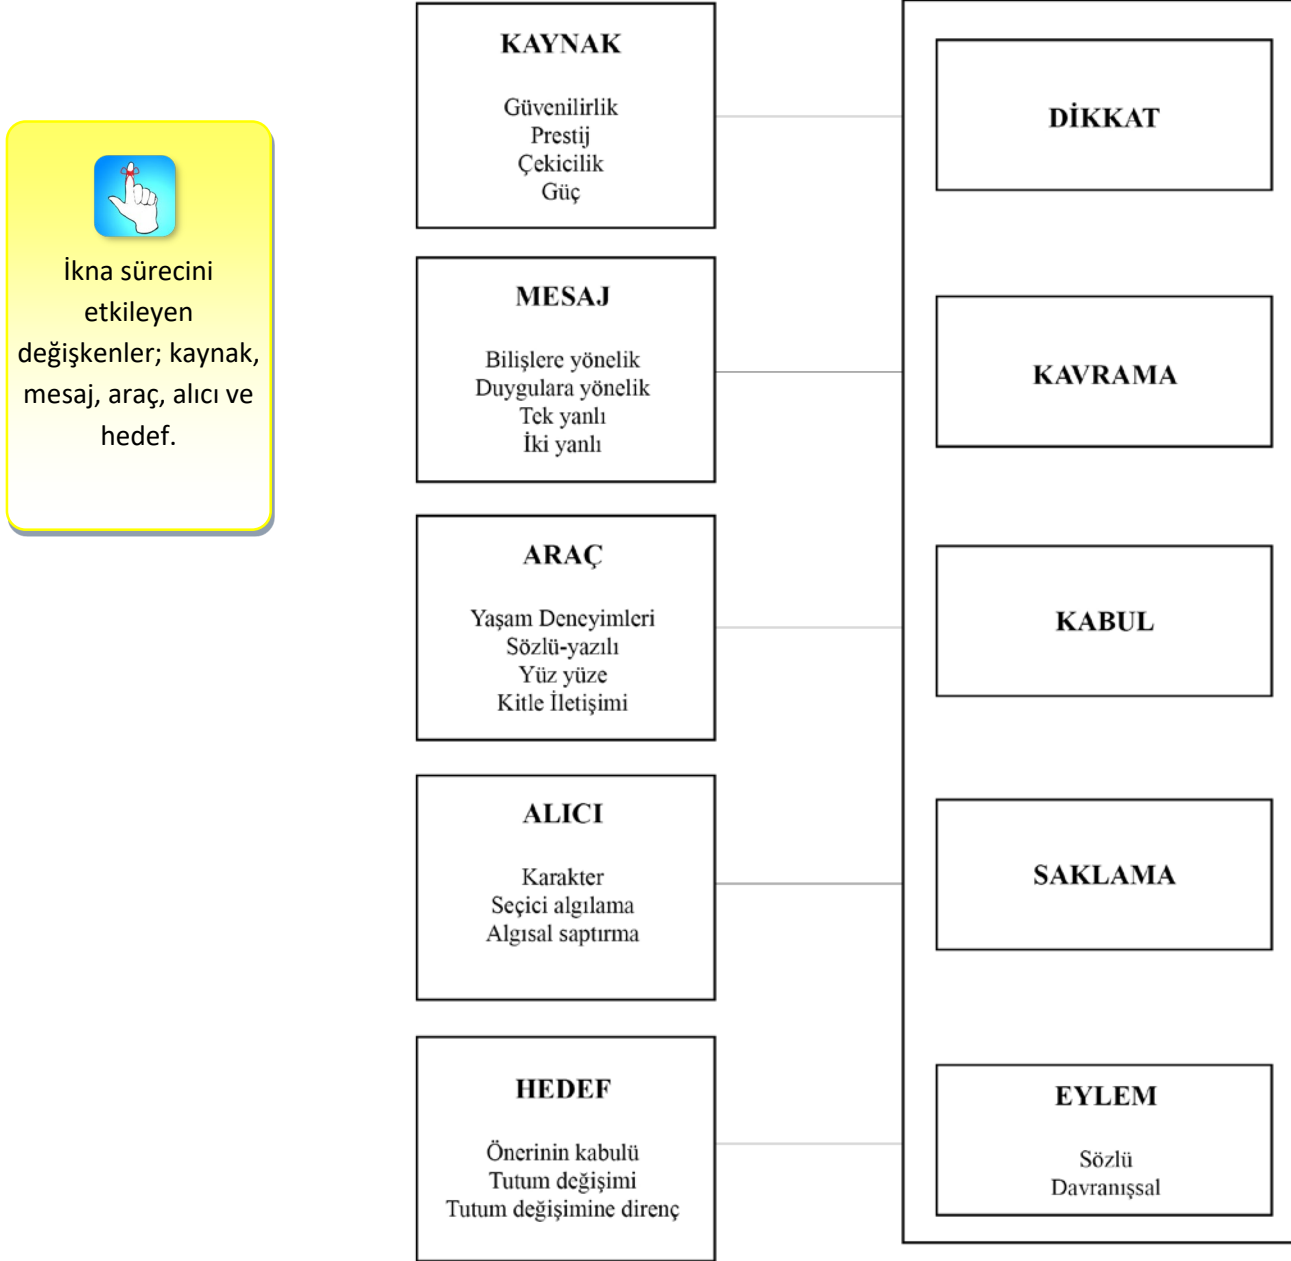 İkna sürecini
etkileyen
değişkenler; kaynak,
mesaj, araç, alıcı ve
hedef.
KAYNAK
Güvenilirlik
Prestij
Çekicilik
Güç
MESAJ
Bilişlere yönelik
Duygulara yönelik
Tek yanlı
İki yanlı
ARAÇ
Yaşam Deneyimleri
Sözlü-yazılı
Yüz yüze
Kitle İletişimi
ALICI
Karakter
Seçici algılama
Algısal saptırma
HEDEF
Önerinin kabulü
Tutum değişimi
Tutum değişimine direnç
DİKKAT
KAVRAMA
KABUL
SAKLAMA
EYLEM
Sözlü
Davranışsal